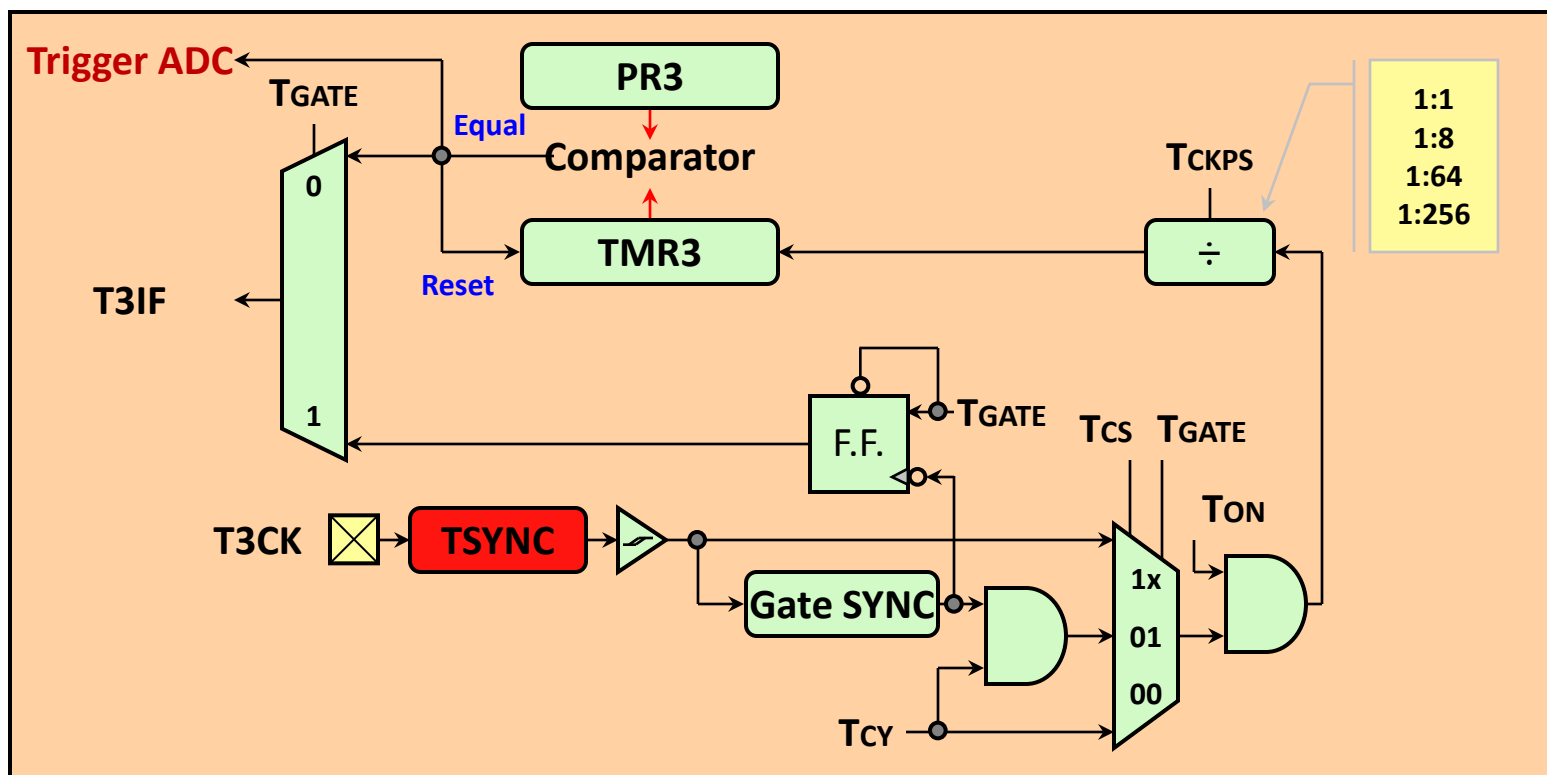 Trigger ADC
PR3
1:1
1:8
1:64
1:256
TGATE
Equal
Comparator
TCKPS
0
TMR3
÷
Reset
T3IF
1
F.F.
TGATE
TCS
TGATE
TON
T3CK
TSYNC
1x
Gate SYNC
01
00
TCY